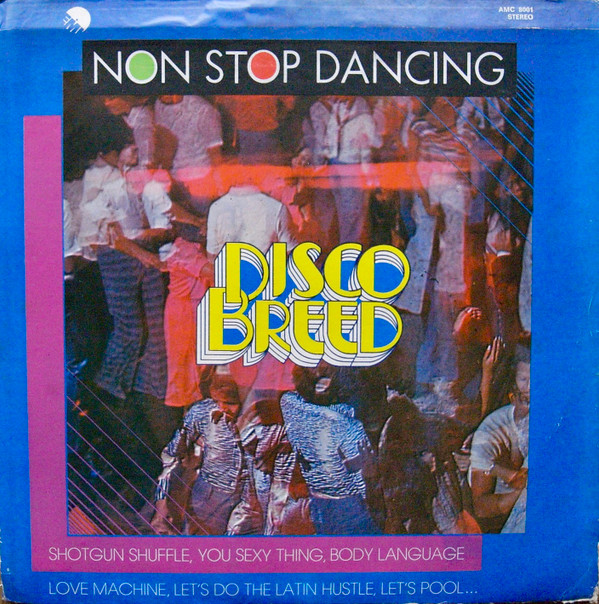 AMC 8001
STEREO
NON STOP DANCING
DISCO
BREED
SHOTGUN SHUFFLE, YOU SEXY THING, BODY LANGUAGE
LOVE MACHINE, LET'S DO THE LATIN HUSTLE, LET'S POOL...